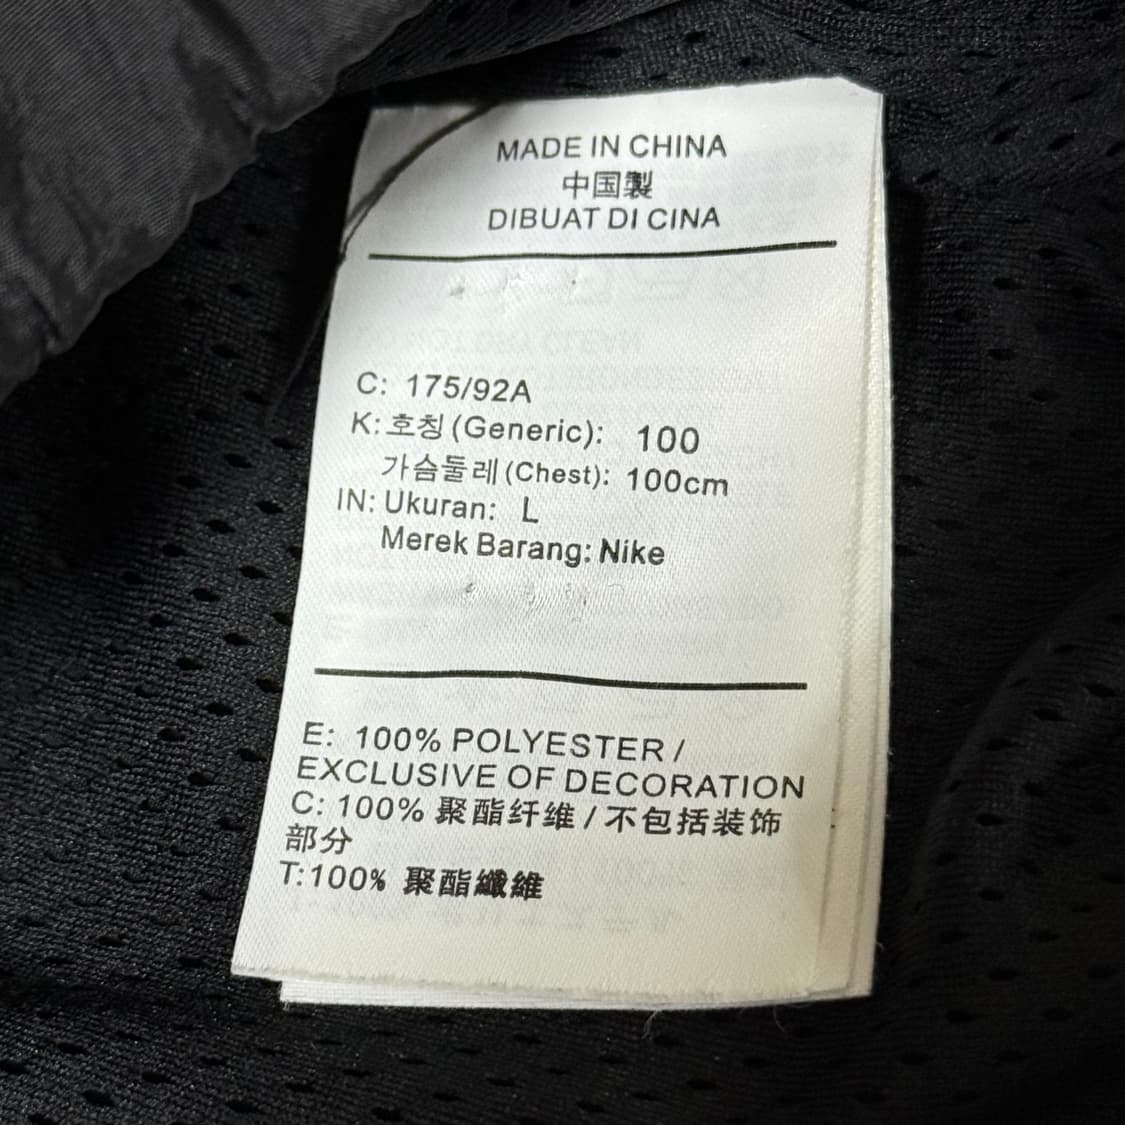 MADE IN CHINA
中国製
DIBUAT DI CINA
C: 175/92A
K: 호칭 (Generic): 100
가슴둘레 (Chest): 100cm
IN: Ukuran: L
Merek Barang: Nike
E: 100% POLYESTER /
EXCLUSIVE OF DECORATION
C: 100% 聚酯纤维 / 不包括装饰
部分
T:100% 聚酯纖維